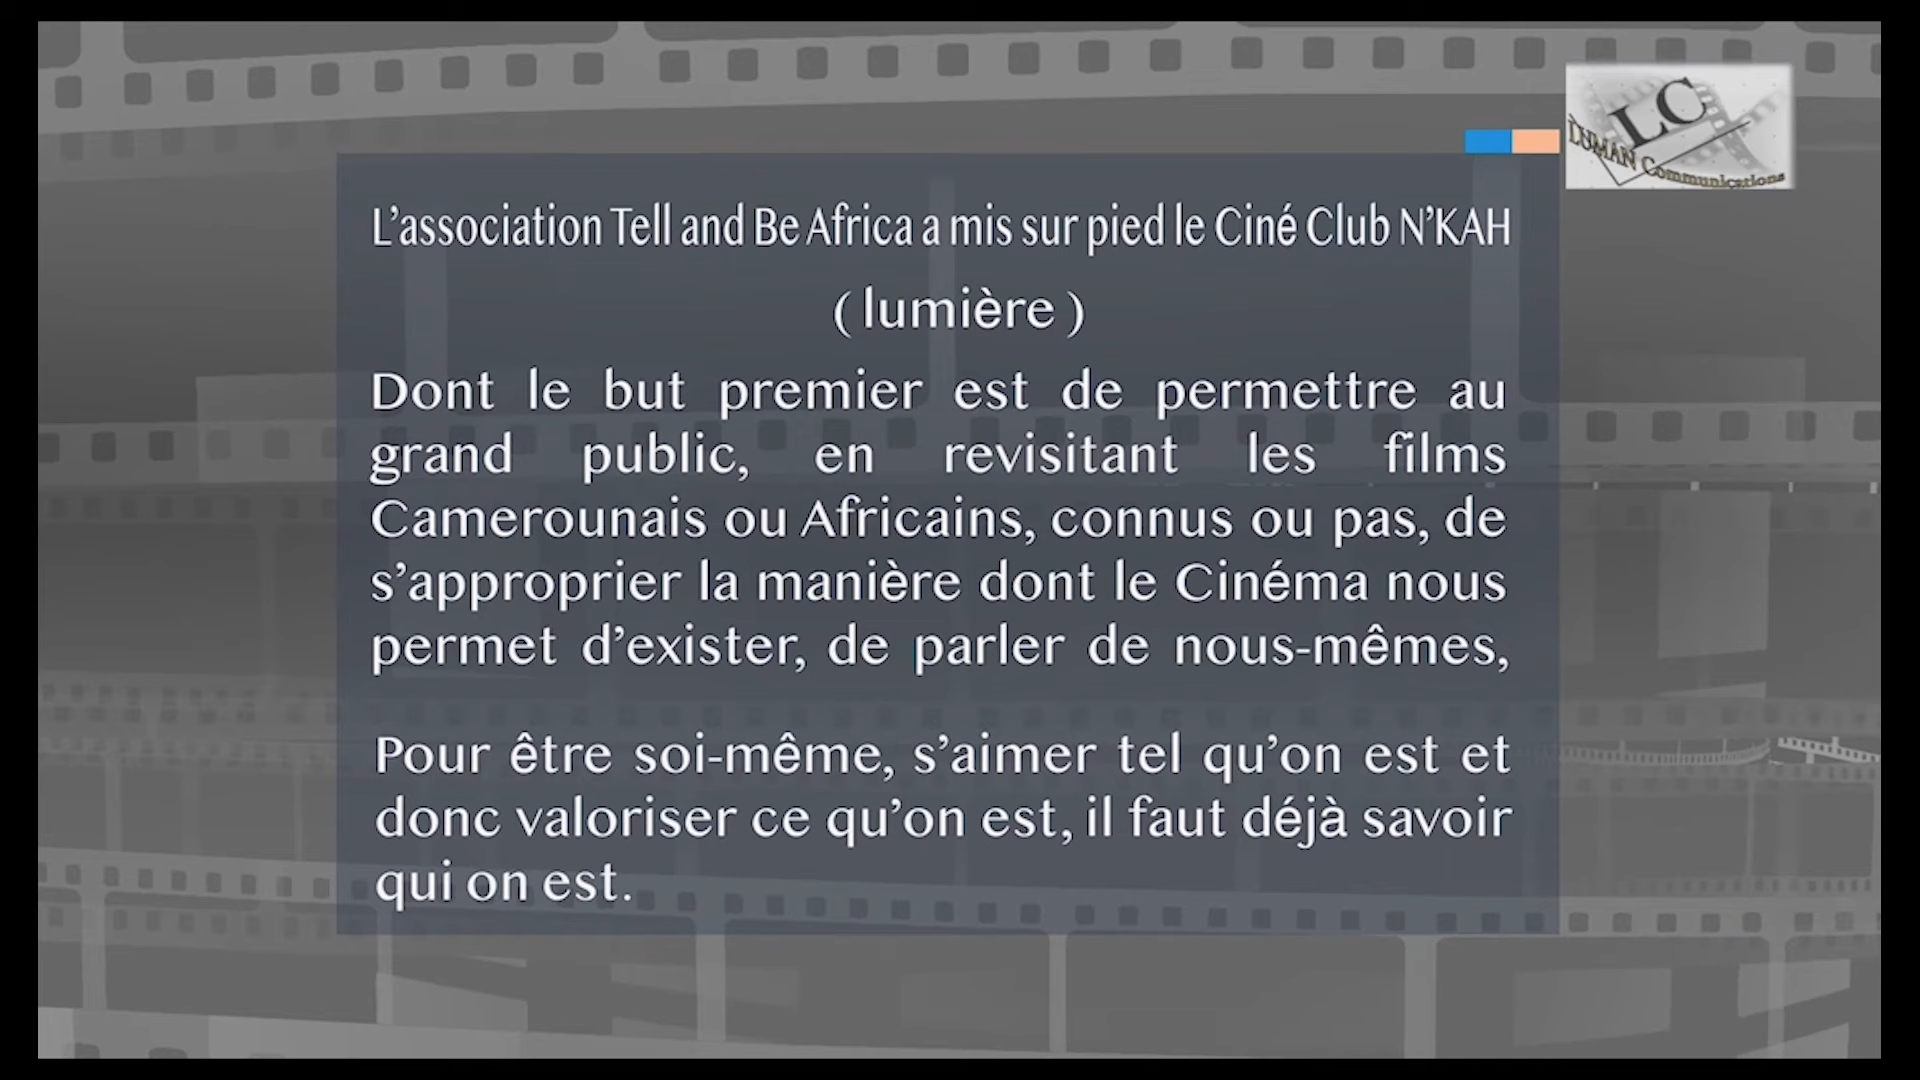 LC
LUMAN Communications
L’association Tell and Be Africa a mis sur pied le Ciné Club N’KAH
( lumière )
Dont le but premier est de permettre au
grand public, en revisitant les films
Camerounais ou Africains, connus ou pas, de
s’approprier la manière dont le Cinéma nous
permet d’exister, de parler de nous-mêmes,
Pour être soi-même, s’aimer tel qu’on est et
donc valoriser ce qu’on est, il faut déjà savoir
qui on est.